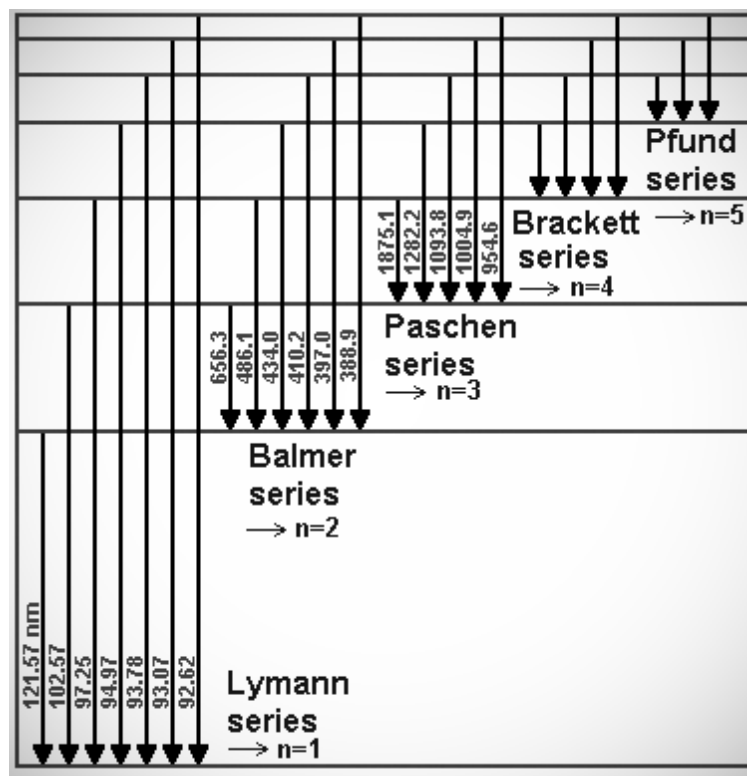 Pfund
series
→ n=5
1875.1
1282.2
1093.8
1004.9
954.6
Brackett
series
→ n=4
656.3
486.1
434.0
410.2
397.0
388.9
Paschen
series
→ n=3
Balmer
series
→ n=2
121.57 nm
102.57
97.25
94.97
93.78
93.07
92.62
Lymann
series
→ n=1